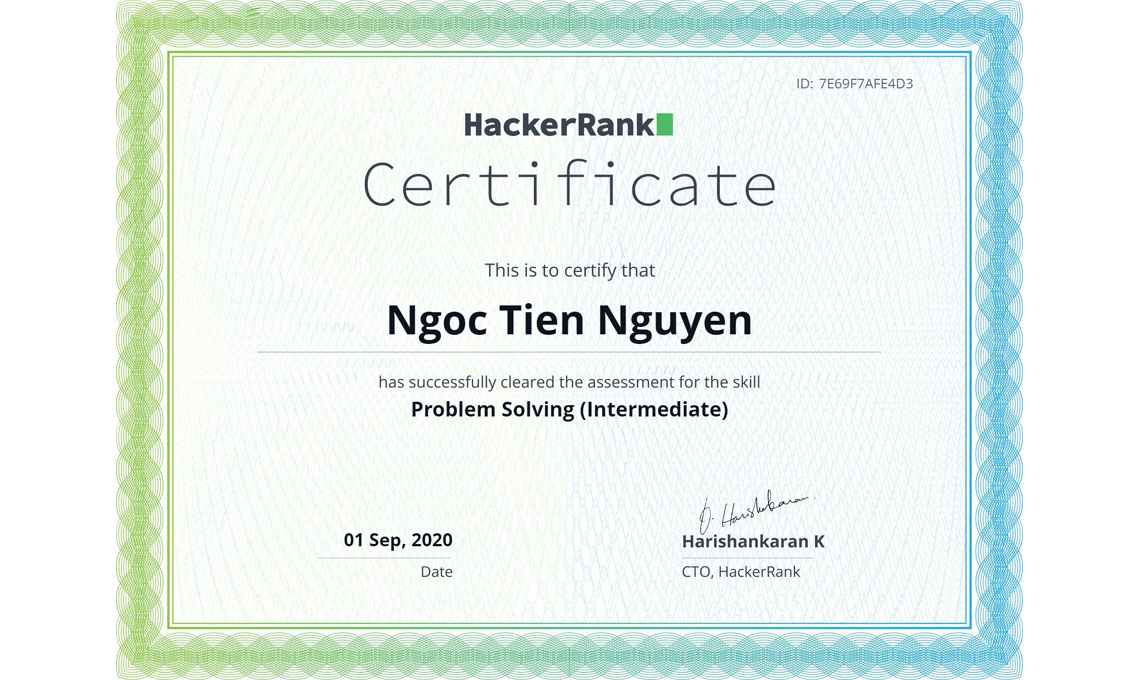 ID: 7E69F7AFE4D3
HackerRank
Certificate
This is to certify that
Ngoc Tien Nguyen
has successfully cleared the assessment for the skill
Problem Solving (Intermediate)
D. Harishankaran
01 Sep, 2020
Harishankaran K
Date
CTO, HackerRank